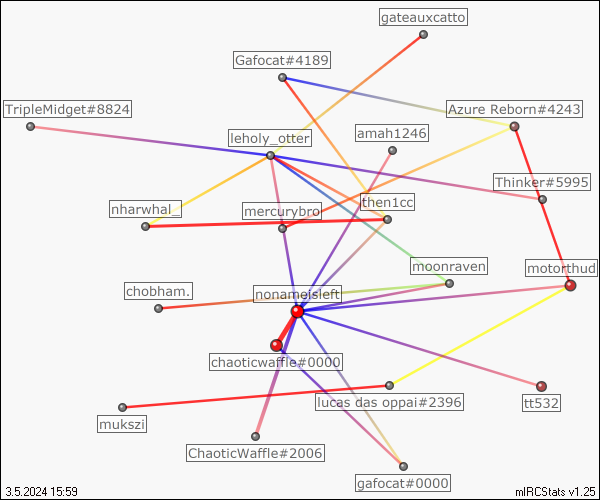 gateauxcatto
Gafocat#4189
TripleMidget#8824
Azure Reborn#4243
amah1246
leholy_otter
Thinker#5995
then1cc
nharwhal_
mercurybro
moonraven
motorthud
chobham.
nonameisleft
chaoticwaffle#0000
lucas das oppai#2396
tt532
mukszi
ChaoticWaffle#2006
gafocat#0000
3.5.2024 15:59
mIRCStats v1.25